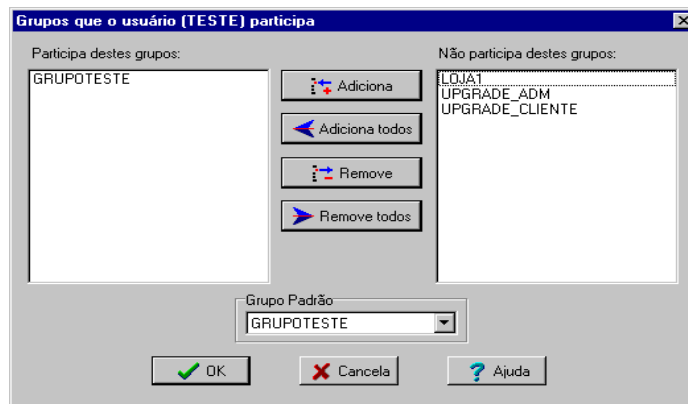 Grupos que o usuário (TESTE) participa
Participa destes grupos:
GRUPOTESTE
Adiciona
Adiciona todos
Remove
Remove todos
Não participa destes grupos:
LOJA1
UPGRADE_ADM
UPGRADE_CLIENTE
Grupo Padrão
GRUPOTESTE
OK
Cancela
Ajuda